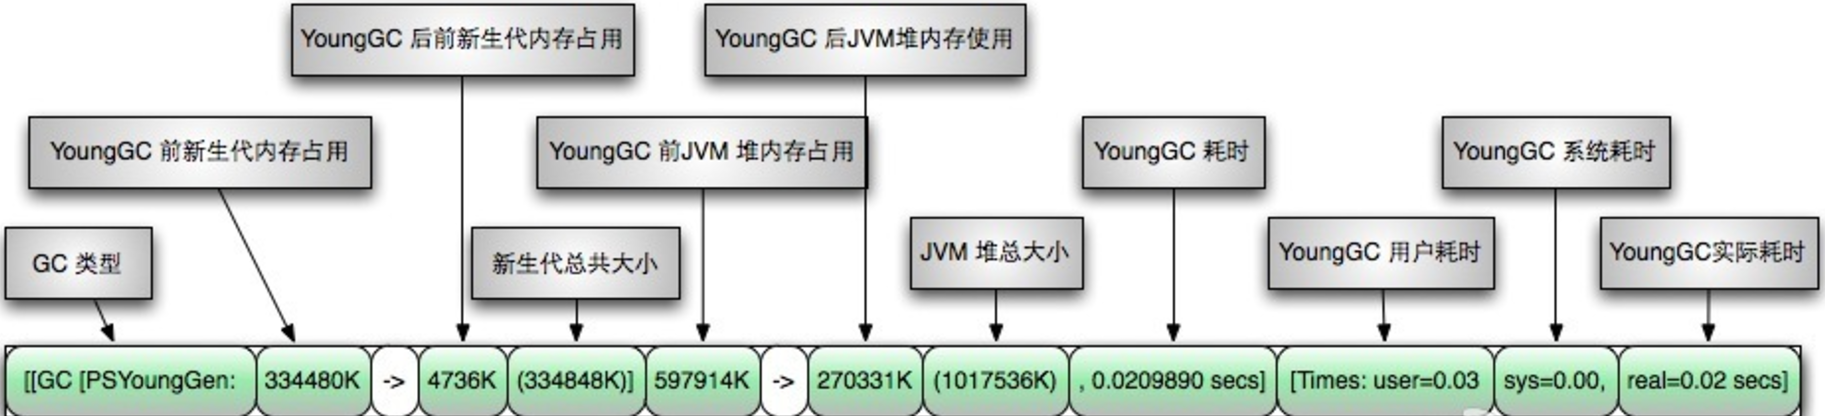 YoungGC 后前新生代内存占用
YoungGC 后JVM堆内存使用
YoungGC 前新生代内存占用
YoungGC 前JVM 堆内存占用
YoungGC 耗时
YoungGC 系统耗时
GC 类型
新生代总共大小
JVM 堆总大小
YoungGC 用户耗时
YoungGC实际耗时
[[GC [PSYoungGen: 334480K -> 4736K (334848K)] 597914K -> 270331K (1017536K) , 0.0209890 secs] [Times: user=0.03 sys=0.00, real=0.02 secs]